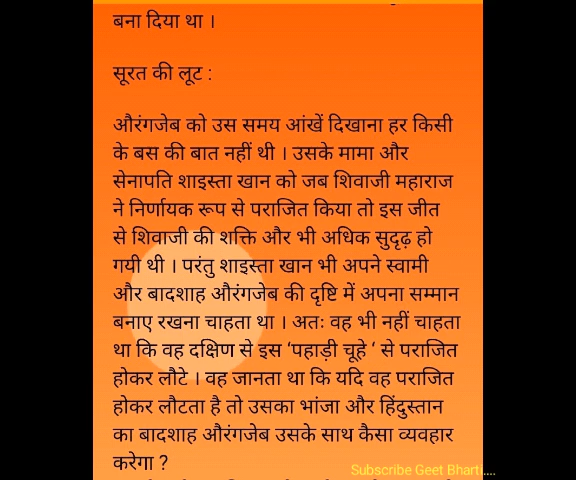 बना दिया था ।
सूरत की लूट :
औरंगजेब को उस समय आंखें दिखाना हर किसी
के बस की बात नहीं थी । उसके मामा और
सेनापति शाइस्ता खान को जब शिवाजी महाराज
ने निर्णायक रूप से पराजित किया तो इस जीत
से शिवाजी की शक्ति और भी अधिक सुदृढ़ हो
गयी थी । परंतु शाइस्ता खान भी अपने स्वामी
और बादशाह औरंगजेब की दृष्टि में अपना सम्मान
बनाए रखना चाहता था । अतः वह भी नहीं चाहता
था कि वह दक्षिण से इस ‘पहाड़ी चूहे ’ से पराजित
होकर लौटे । वह जानता था कि यदि वह पराजित
होकर लौटता है तो उसका भांजा और हिंदुस्तान
का बादशाह औरंगजेब उसके साथ कैसा व्यवहार
करेगा ?
Subscribe Geet Bharti....